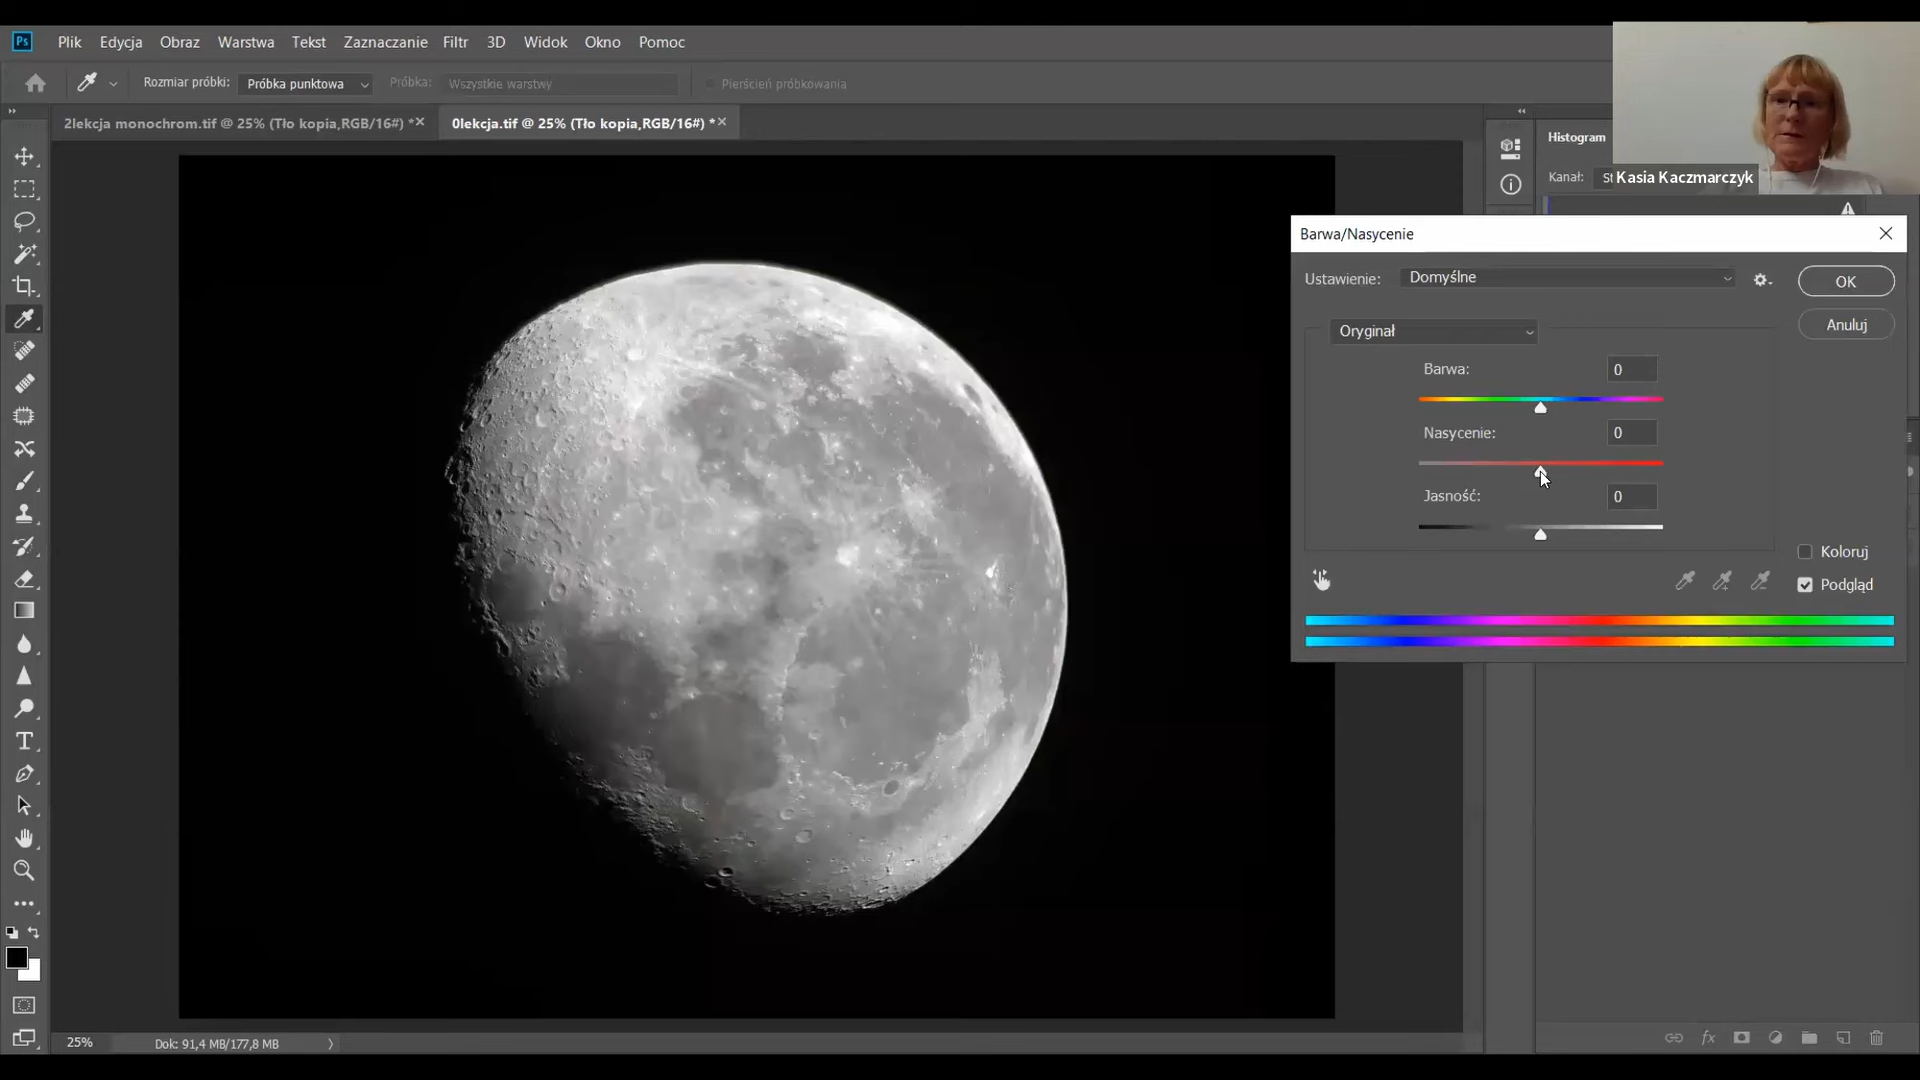 Ps Plik Edycja Obraz Warstwa Tekst Zaznaczanie Filtr 3D Widok Okno Pomoc
Rozmiar próbki: Próbka punktowa Próbka: Wszystkie warstwy Pierścień próbkowania
2lekcja monochrom.tif @ 25% (Tło kopia,RGB/16#) *
0lekcja.tif @ 25% (Tło kopia,RGB/16#) *
Histogram
Kanał:
Kasia Kaczmarczyk
Barwa/Nasycenie
Ustawienie: Domyślne
OK
Oryginał
Anuluj
Barwa: 0
Nasycenie: 0
Jasność: 0
Koloruj
Podgląd
25% Dok: 91,4 MB/177,8 MB
fx